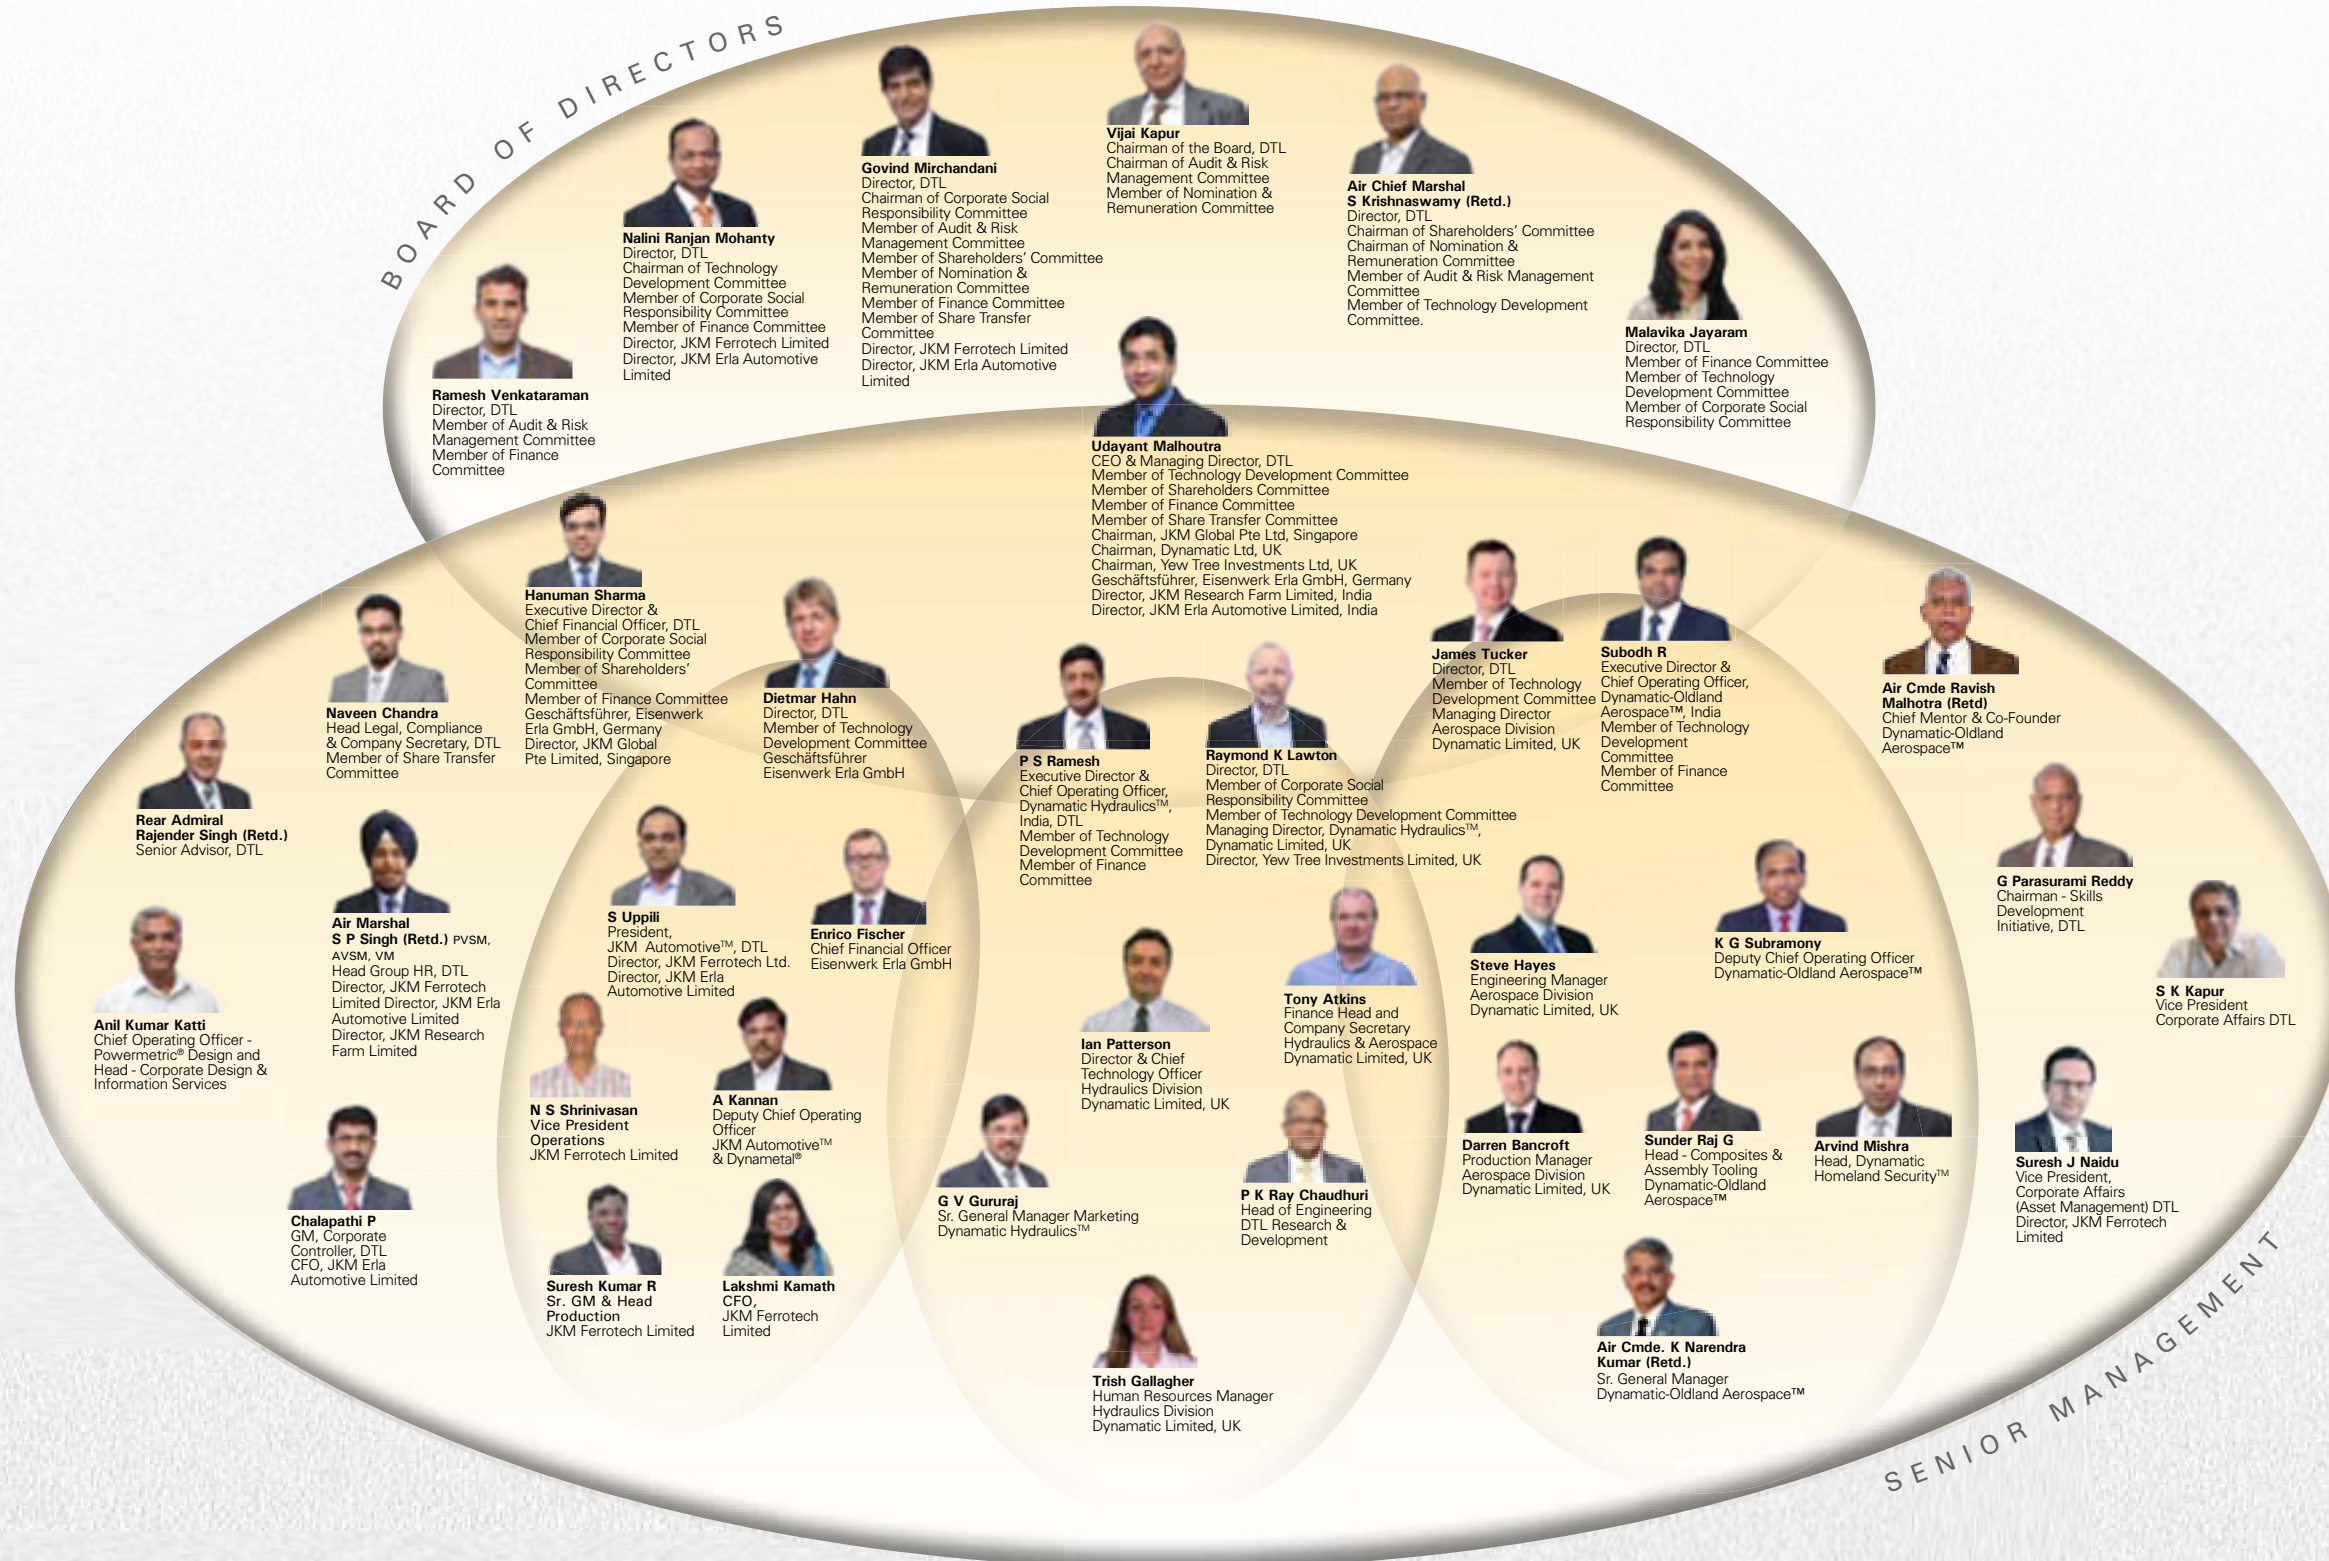 BOARD OF DIRECTORS
Vijai Kapur
Chairman of the Board, DTL
Chairman of Audit & Risk
Management Committee
Member of Nomination &
Remuneration Committee
Govind Mirchandani
Director, DTL
Chairman of Corporate Social
Responsibility Committee
Member of Audit & Risk
Management Committee
Member of Shareholders' Committee
Member of Nomination &
Remuneration Committee
Member of Finance Committee
Member of Share Transfer
Committee
Director, JKM Ferrotech Limited
Director, JKM Erla Automotive
Limited
Air Chief Marshal
S Krishnaswamy (Retd.)
Director, DTL
Chairman of Shareholders' Committee
Chairman of Nomination &
Remuneration Committee
Member of Audit & Risk Management
Committee
Member of Technology Development
Committee.
Nalini Ranjan Mohanty
Director, DTL
Chairman of Technology
Development Committee
Member of Corporate Social
Responsibility Committee
Member of Finance Committee
Director, JKM Ferrotech Limited
Director, JKM Erla Automotive
Limited
Malavika Jayaram
Director, DTL
Member of Finance Committee
Member of Technology
Development Committee
Member of Corporate Social
Responsibility Committee
Ramesh Venkataraman
Director, DTL
Member of Audit & Risk
Management Committee
Member of Finance
Committee
Udayant Malhoutra
CEO & Managing Director, DTL
Member of Technology Development Committee
Member of Shareholders Committee
Member of Finance Committee
Member of Share Transfer Committee
Chairman, JKM Global Pte Ltd, Singapore
Chairman, Dynamatic Ltd, UK
Chairman, Yew Tree Investments Ltd, UK
Geschäftsführer, Eisenwerk Erla GmbH, Germany
Director, JKM Research Farm Limited, India
Director, JKM Erla Automotive Limited, India
Hanuman Sharma
Executive Director &
Chief Financial Officer, DTL
Member of Corporate Social
Responsibility Committee
Member of Shareholders'
Committee
Member of Finance Committee
Geschäftsführer, Eisenwerk
Erla GmbH, Germany
Director, JKM Global
Pte Limited, Singapore
Dietmar Hahn
Director, DTL
Member of Technology
Development Committee
Geschäftsführer
Eisenwerk Erla GmbH
P S Ramesh
Executive Director &
Chief Operating Officer,
Dynamatic Hydraulics™,
India, DTL
Member of Technology
Development Committee
Member of Finance
Committee
Raymond K Lawton
Director, DTL
Member of Corporate Social
Responsibility Committee
Member of Technology Development Committee
Managing Director, Dynamatic Hydraulics™,
Dynamatic Limited, UK
Director, Yew Tree Investments Limited, UK
James Tucker
Director, DTL
Member of Technology
Development Committee
Managing Director
Aerospace Division
Dynamatic Limited, UK
Subodh R
Executive Director &
Chief Operating Officer,
Dynamatic-Oldland
Aerospace™, India
Member of Technology
Development
Committee
Member of Finance
Committee
Air Cmde Ravish
Malhotra (Retd)
Chief Mentor & Co-Founder
Dynamatic-Oldland
Aerospace™
Naveen Chandra
Head Legal, Compliance
& Company Secretary, DTL
Member of Share Transfer
Committee
Rear Admiral
Rajender Singh (Retd.)
Senior Advisor, DTL
Air Marshal
S P Singh (Retd.) PVSM,
AVSM, VM
Head Group HR, DTL
Director, JKM Ferrotech
Limited Director, JKM Erla
Automotive Limited
Director, JKM Research
Farm Limited
Anil Kumar Katti
Chief Operating Officer -
Powermetric® Design and
Head - Corporate Design &
Information Services
Chalapathi P
GM, Corporate
Controller, DTL
CFO, JKM Erla
Automotive Limited
S Uppili
President,
JKM Automotive™, DTL
Director, JKM Ferrotech Ltd.
Director, JKM Erla
Automotive Limited
Enrico Fischer
Chief Financial Officer
Eisenwerk Erla GmbH
N S Shrinivasan
Vice President
Operations
JKM Ferrotech Limited
A Kannan
Deputy Chief Operating
Officer
JKM Automotive™
& Dynametal®
Suresh Kumar R
Sr. GM & Head
Production
JKM Ferrotech Limited
Lakshmi Kamath
CFO,
JKM Ferrotech
Limited
Ian Patterson
Director & Chief
Technology Officer
Hydraulics Division
Dynamatic Limited, UK
Tony Atkins
Finance Head and
Company Secretary
Hydraulics & Aerospace
Dynamatic Limited, UK
G V Gururaj
Sr. General Manager Marketing
Dynamatic Hydraulics™
P K Ray Chaudhuri
Head of Engineering
DTL Research &
Development
Trish Gallagher
Human Resources Manager
Hydraulics Division
Dynamatic Limited, UK
Steve Hayes
Engineering Manager
Aerospace Division
Dynamatic Limited, UK
K G Subramony
Deputy Chief Operating Officer
Dynamatic-Oldland Aerospace™
Darren Bancroft
Production Manager
Aerospace Division
Dynamatic Limited, UK
Sunder Raj G
Head - Composites &
Assembly Tooling
Dynamatic-Oldland
Aerospace™
Arvind Mishra
Head, Dynamatic
Homeland Security™
Air Cmde. K Narendra
Kumar (Retd.)
Sr. General Manager
Dynamatic-Oldland Aerospace™
G Parasurami Reddy
Chairman - Skills
Development
Initiative, DTL
S K Kapur
Vice President
Corporate Affairs DTL
Suresh J Naidu
Vice President,
Corporate Affairs
(Asset Management) DTL
Director, JKM Ferrotech
Limited
SENIOR MANAGEMENT